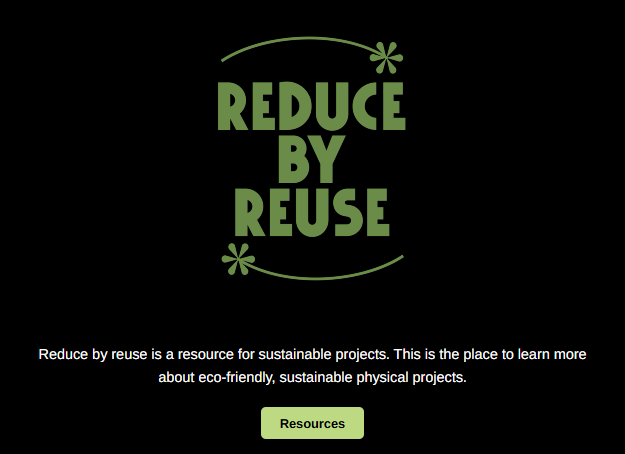 REDUCE
BY
REUSE
Reduce by reuse is a resource for sustainable projects. This is the place to learn more
about eco-friendly, sustainable physical projects.
Resources